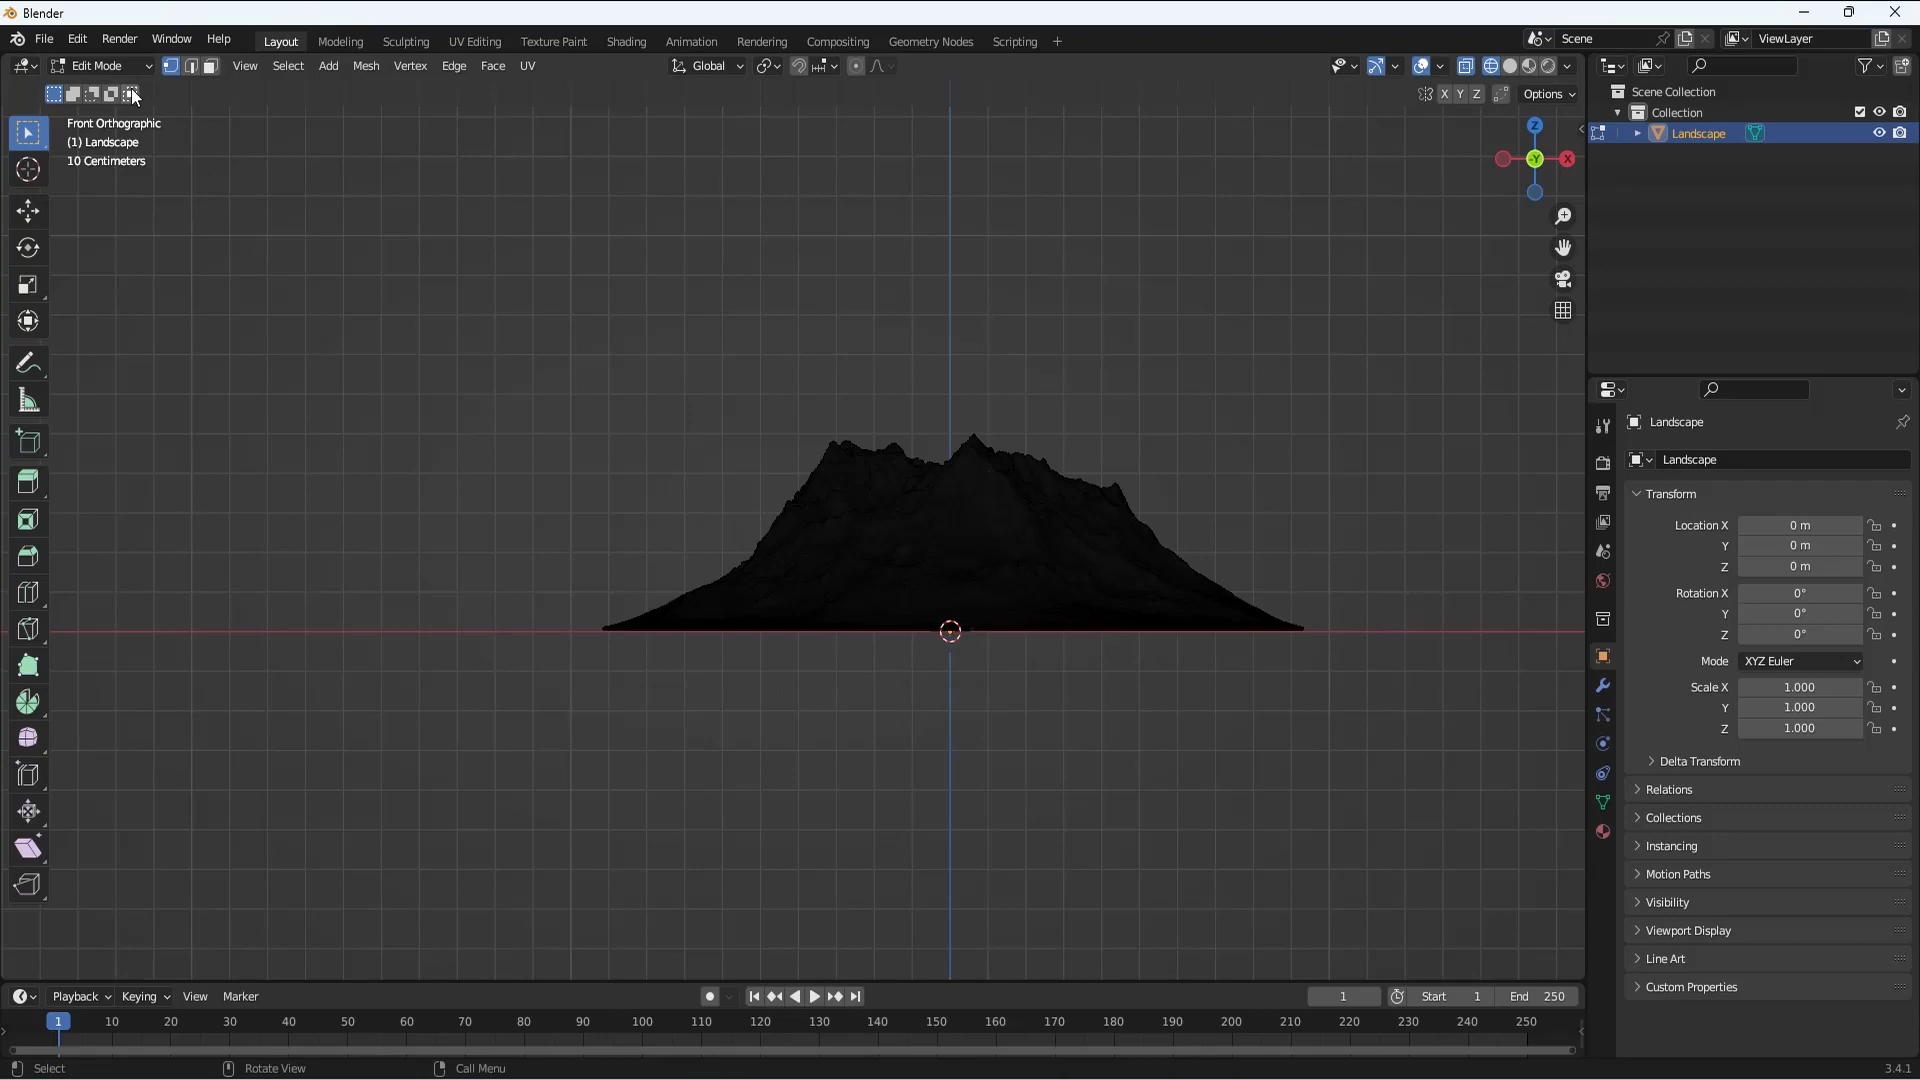 Blender
File Edit Render Window Help Layout Modeling Sculpting UV Editing Texture Paint Shading Animation Rendering Compositing Geometry Nodes Scripting + Scene ViewLayer
Edit Mode View Select Add Mesh Vertex Edge Face UV Global
X Y Z Options
Front Orthographic
(1) Landscape
10 Centimeters
Z
-Y X
Scene Collection
Collection
Landscape
Landscape
Landscape
Transform
Location X 0 m
Y 0 m
Z 0 m
Rotation X 0°
Y 0°
Z 0°
Mode XYZ Euler
Scale X 1.000
Y 1.000
Z 1.000
Delta Transform
Relations
Collections
Instancing
Motion Paths
Visibility
Viewport Display
Line Art
Custom Properties
Playback Keying View Marker 1 Start 1 End 250
1 10 20 30 40 50 60 70 80 90 100 110 120 130 140 150 160 170 180 190 200 210 220 230 240 250
Select Rotate View Call Menu 3.4.1